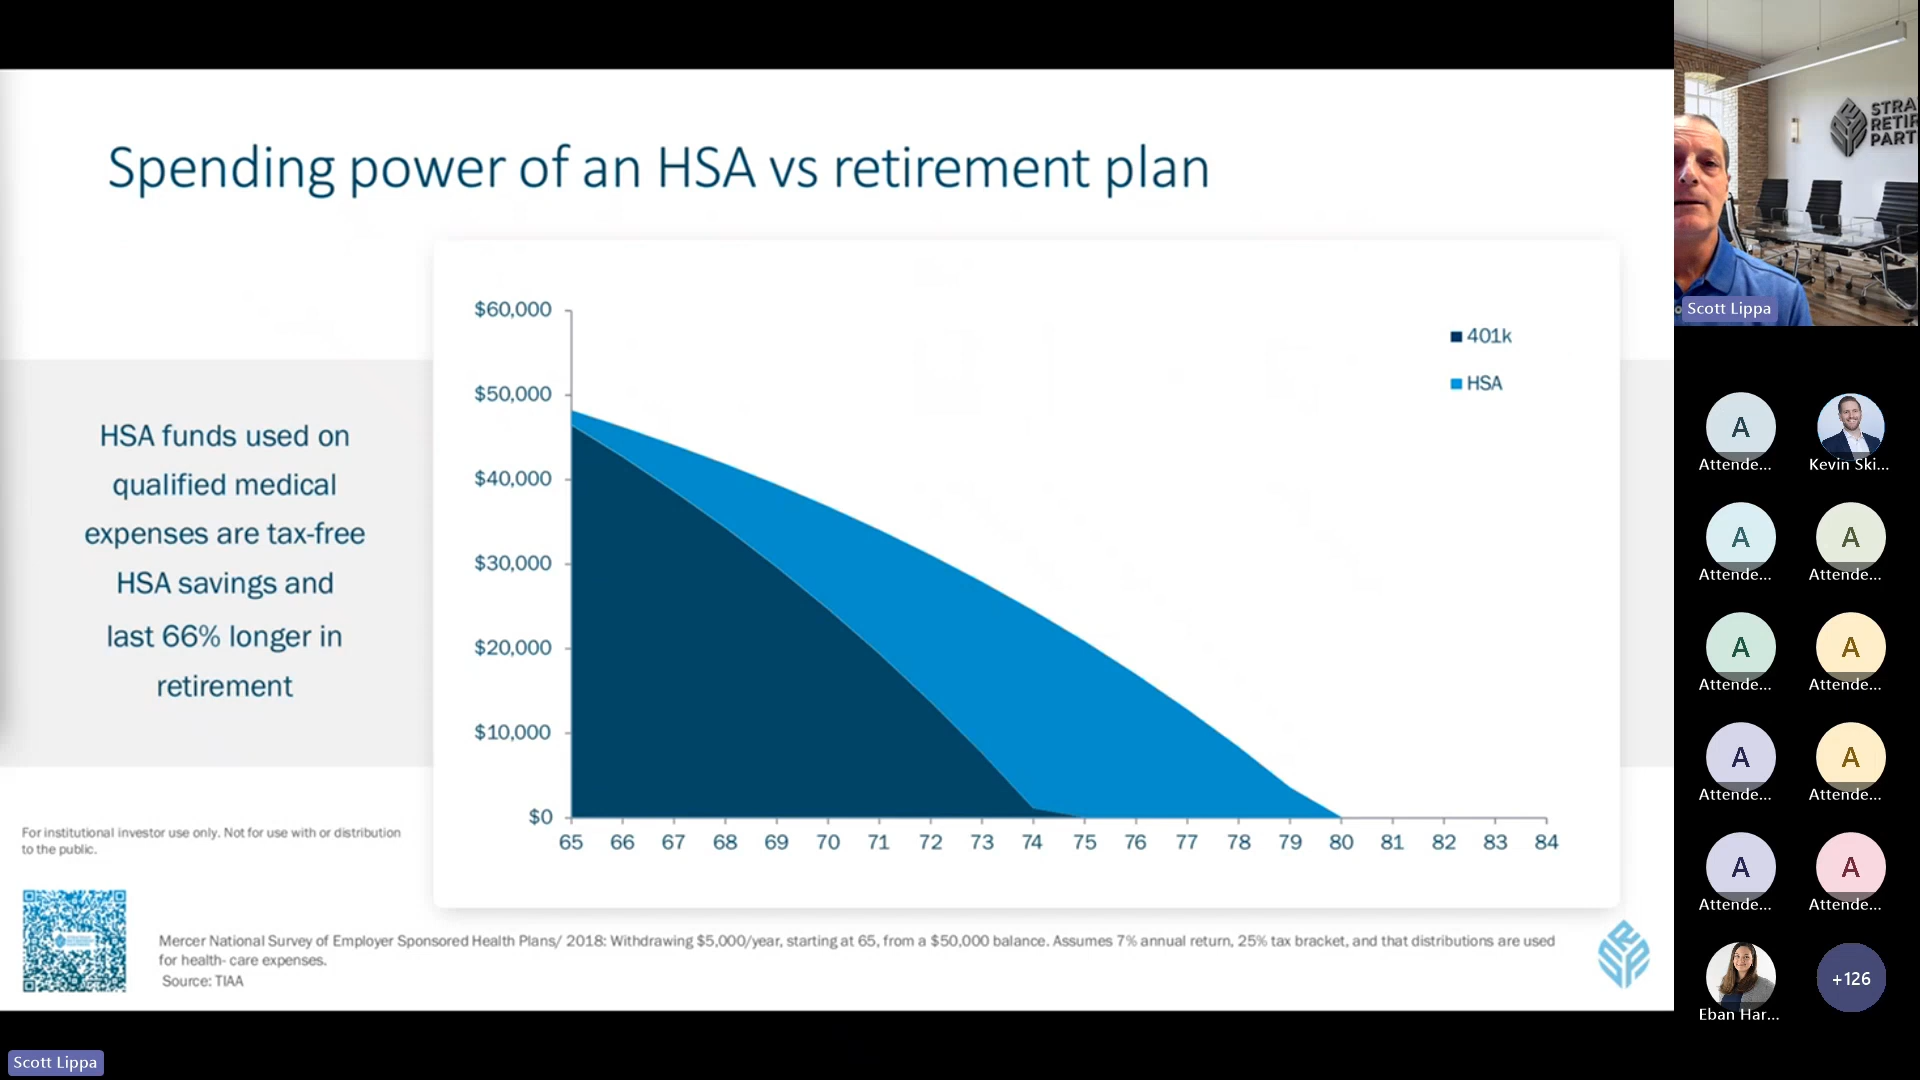 Spending power of an HSA vs retirement plan
HSA funds used on
qualified medical
expenses are tax-free
HSA savings and
last 66% longer in
retirement
$60,000
$50,000
$40,000
$30,000
$20,000
$10,000
$0
65 66 67 68 69 70 71 72 73 74 75 76 77 78 79 80 81 82 83 84
401k
HSA
For institutional investor use only. Not for use with or distribution
to the public.
Mercer National Survey of Employer Sponsored Health Plans/ 2018: Withdrawing $5,000/year, starting at 65, from a $50,000 balance. Assumes 7% annual return, 25% tax bracket, and that distributions are used
for health- care expenses.
Source: TIAA
Scott Lippa
STRA
RETIR
PART
Scott Lippa
A
Attende...
Kevin Ski...
A
Attende...
A
Attende...
A
Attende...
A
Attende...
A
Attende...
A
Attende...
A
Attende...
A
Attende...
Eban Har...
+126